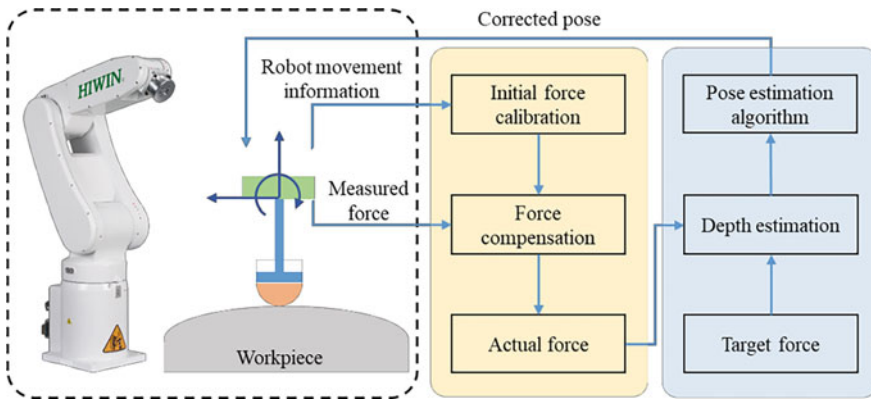 Corrected pose
HIWIN
Robot movement
information
Measured
force
Workpiece
Initial force
calibration
Force
compensation
Actual force
Pose estimation
algorithm
Depth estimation
Target force